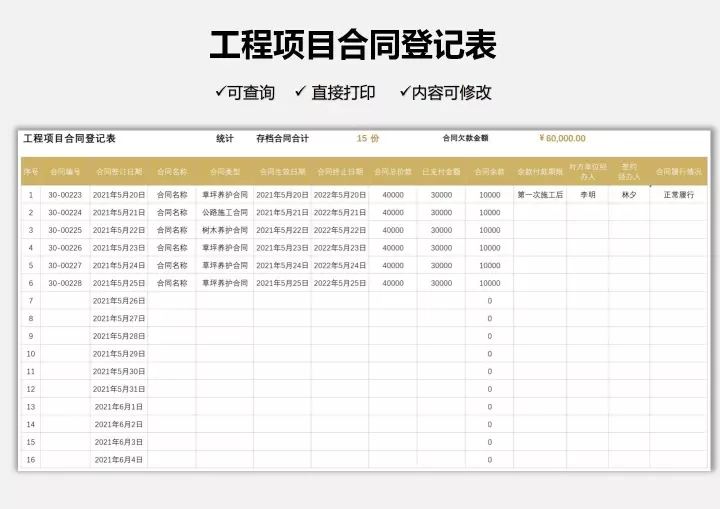 工程项目合同登记表
✓可查询 ✓直接打印 ✓内容可修改
工程项目合同登记表 统计 存档合同合计 15 份 合同欠款金额 ¥60,000.00
序号 合同编号 合同签订日期 合同名称 合同类型 合同生效日期 合同终止日期 合同总价款 已支付金额 合同余款 余款付款期限 对方单位经办人 签约经办人 合同履行情况
1 30-00223 2021年5月20日 合同名称 草坪养护合同 2021年5月20日 2022年5月20日 40000 30000 10000 第一次施工后 李明 林夕 正常履行
2 30-00224 2021年5月21日 合同名称 公路施工合同 2021年5月21日 2022年5月21日 40000 30000 10000
3 30-00225 2021年5月22日 合同名称 树木养护合同 2021年5月22日 2022年5月22日 40000 30000 10000
4 30-00226 2021年5月23日 合同名称 草坪养护合同 2021年5月23日 2022年5月23日 40000 30000 10000
5 30-00227 2021年5月24日 合同名称 草坪养护合同 2021年5月24日 2022年5月24日 40000 30000 10000
6 30-00228 2021年5月25日 合同名称 草坪养护合同 2021年5月25日 2022年5月25日 40000 30000 10000
7 2021年5月26日 0
8 2021年5月27日 0
9 2021年5月28日 0
10 2021年5月29日 0
11 2021年5月30日 0
12 2021年5月31日 0
13 2021年6月1日 0
14 2021年6月2日 0
15 2021年6月3日 0
16 2021年6月4日 0